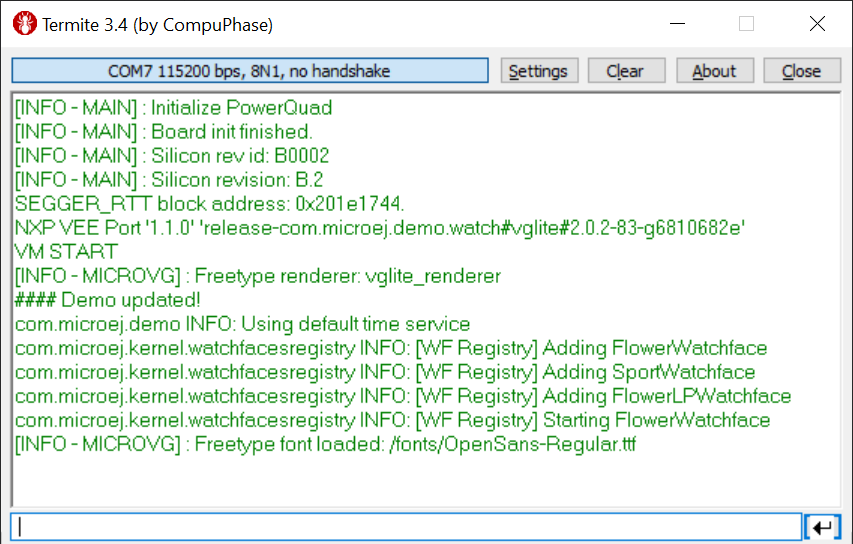 Termite 3.4 (by CompuPhase)
COM7 115200 bps, 8N1, no handshake
Settings
Clear
About
Close
[INFO - MAIN] : Initialize PowerQuad
[INFO - MAIN] : Board init finished.
[INFO - MAIN] : Silicon rev id: B0002
[INFO - MAIN] : Silicon revision: B.2
SEGGER_RTT block address: 0x201e1744.
NXP VEE Port '1.1.0' 'release-com.microej.demo.watch#vglite#2.0.2-83-g6810682e'
VM START
[INFO - MICROVG] : Freetype renderer: vglite_renderer
#### Demo updated!
com.microej.demo INFO: Using default time service
com.microej.kernel.watchfacesregistry INFO: [WF Registry] Adding FlowerWatchface
com.microej.kernel.watchfacesregistry INFO: [WF Registry] Adding SportWatchface
com.microej.kernel.watchfacesregistry INFO: [WF Registry] Adding FlowerLPWatchface
com.microej.kernel.watchfacesregistry INFO: [WF Registry] Starting FlowerWatchface
[INFO - MICROVG] : Freetype font loaded: /fonts/OpenSans-Regular.ttf